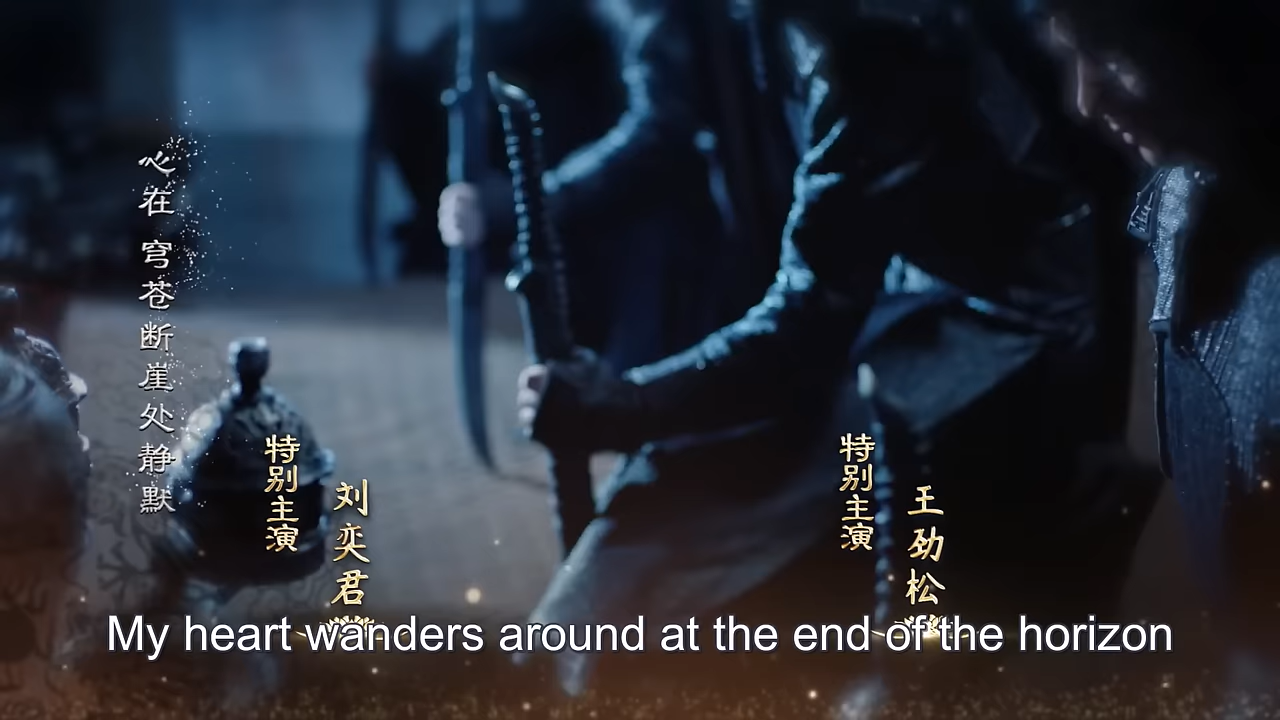 心在 穹苍断崖处静默
特别主演
刘奕君
特别主演
王劲松
My heart wanders around at the end of the horizon